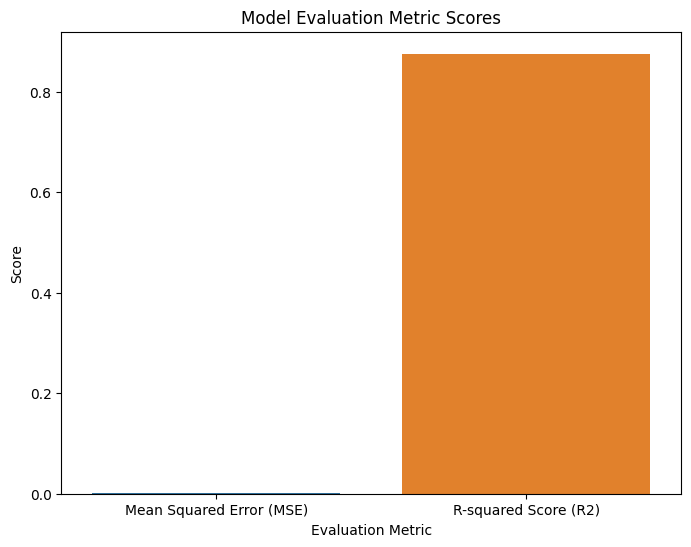 Model Evaluation Metric Scores
0.8
0.6
0.4
0.2
0.0
Score
Mean Squared Error (MSE) R-squared Score (R2)
Evaluation Metric